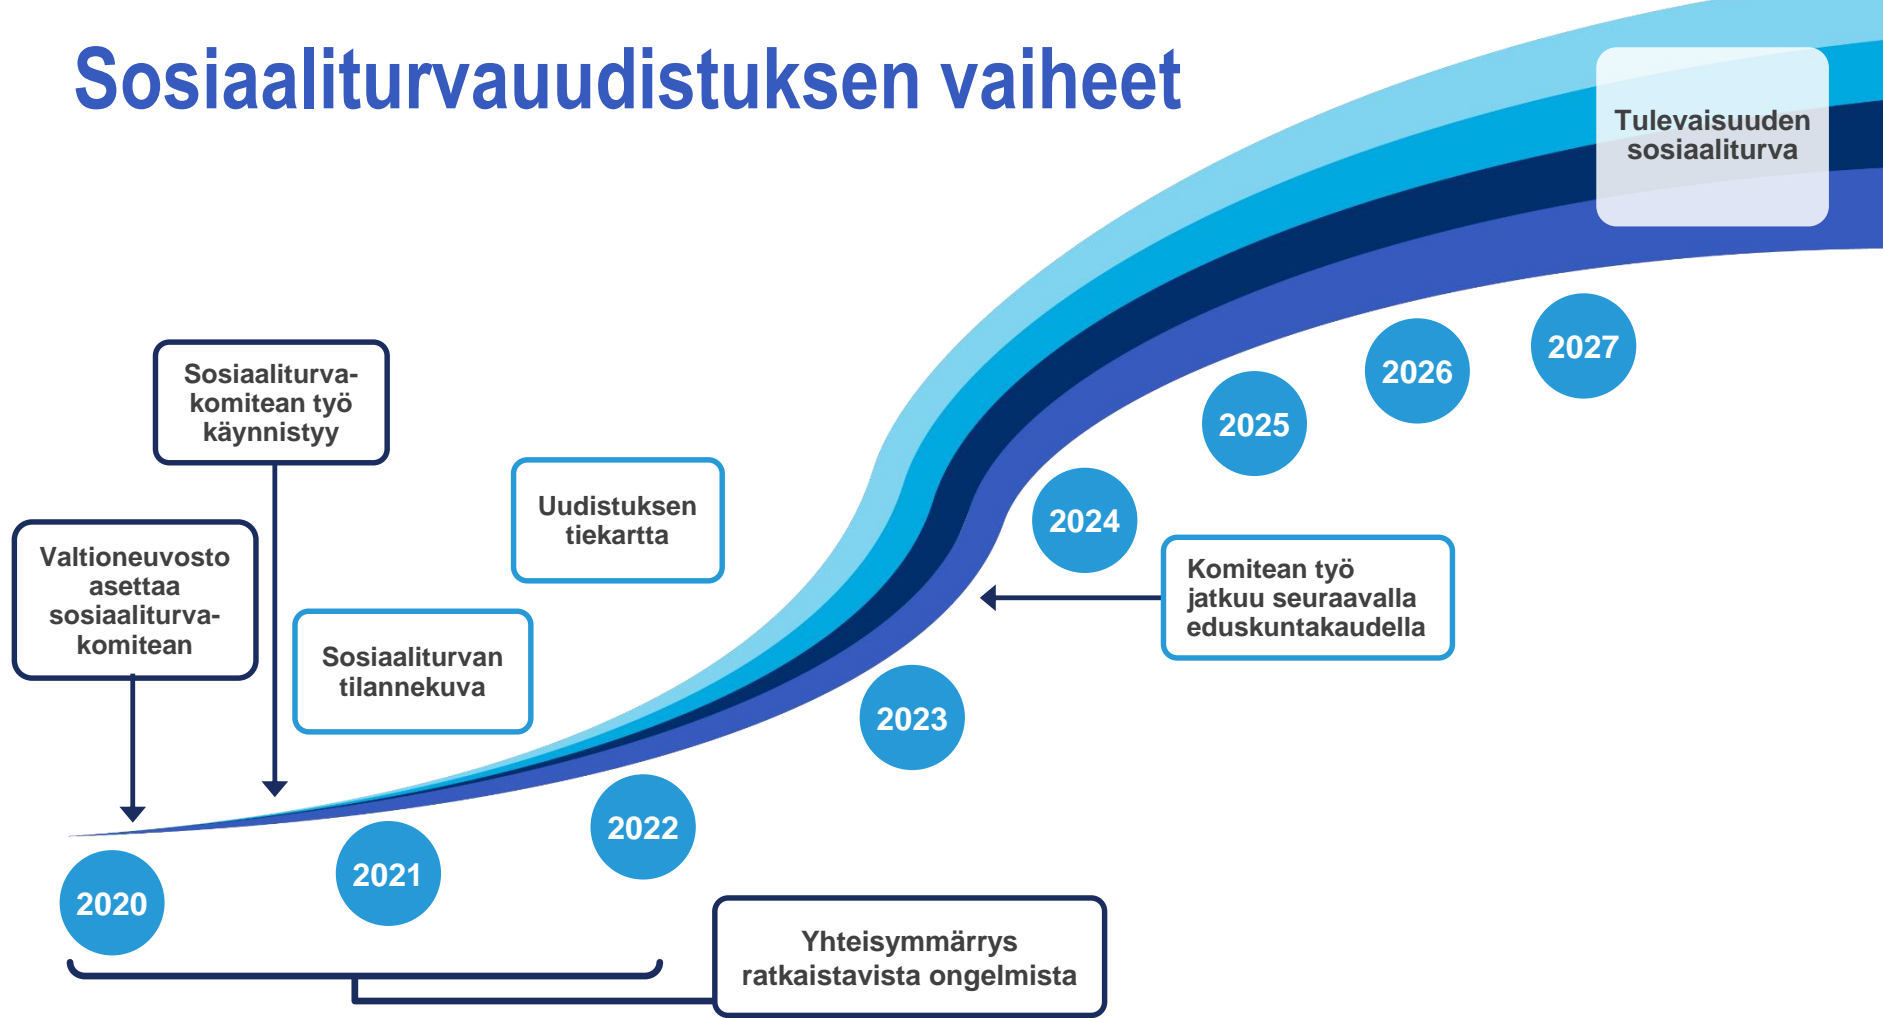 Sosiaaliturvauudistuksen vaiheet
Tulevaisuuden
sosiaaliturva
Sosiaaliturva-
komitean työ
käynnistyy
Valtioneuvosto
asettaa
sosiaaliturva-
komitean
Uudistuksen
tiekartta
Sosiaaliturvan
tilannekuva
Komitean työ
jatkuu seuraavalla
eduskuntakaudella
2020
2021
2022
2023
2024
2025
2026
2027
Yhteisymmärrys
ratkaistavista ongelmista